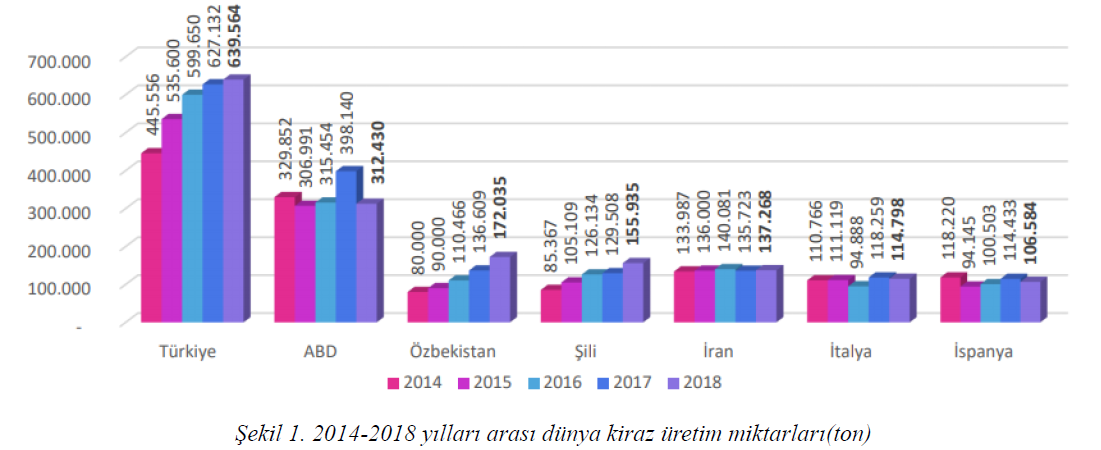 700.000
600.000
500.000
400.000
300.000
200.000
100.000
-
445.556 535.600 599.650 627.132 639.564
329.852 306.991 315.454 398.140 312.430
80.000 90.000 110.466 136.609 172.035
85.367 105.109 126.134 129.508 155.935
133.987 136.000 140.081 135.723 137.268
110.766 111.119 94.888 118.259 114.798
118.220 94.145 100.503 114.433 106.584
Türkiye ABD Özbekistan Şili İran İtalya İspanya
2014 2015 2016 2017 2018
Şekil 1. 2014-2018 yılları arası dünya kiraz üretim miktarları(ton)